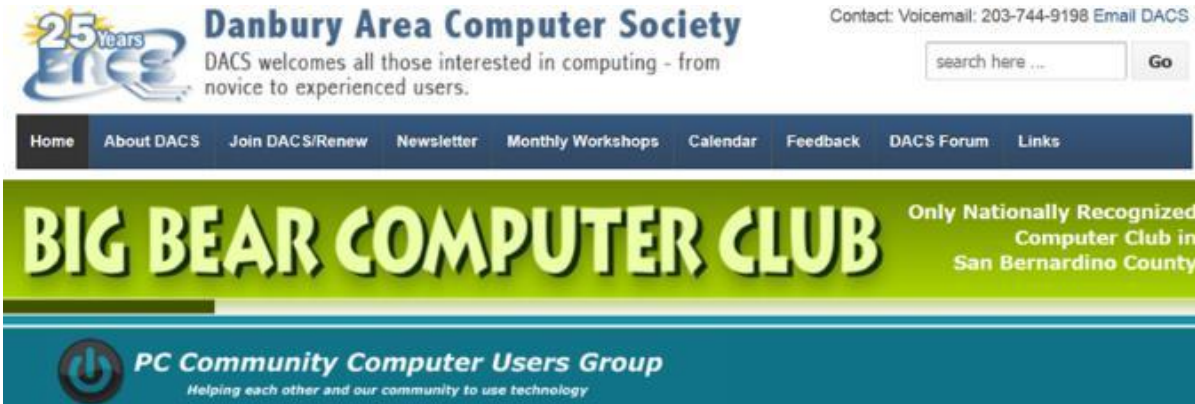 25 Years
DACS
Danbury Area Computer Society
DACS welcomes all those interested in computing - from
novice to experienced users.
Contact: Voicemail: 203-744-9198 Email DACS
search here ...
Go
Home About DACS Join DACS/Renew Newsletter Monthly Workshops Calendar Feedback DACS Forum Links
BIG BEAR COMPUTER CLUB
Only Nationally Recognized
Computer Club in
San Bernardino County
PC Community Computer Users Group
Helping each other and our community to use technology